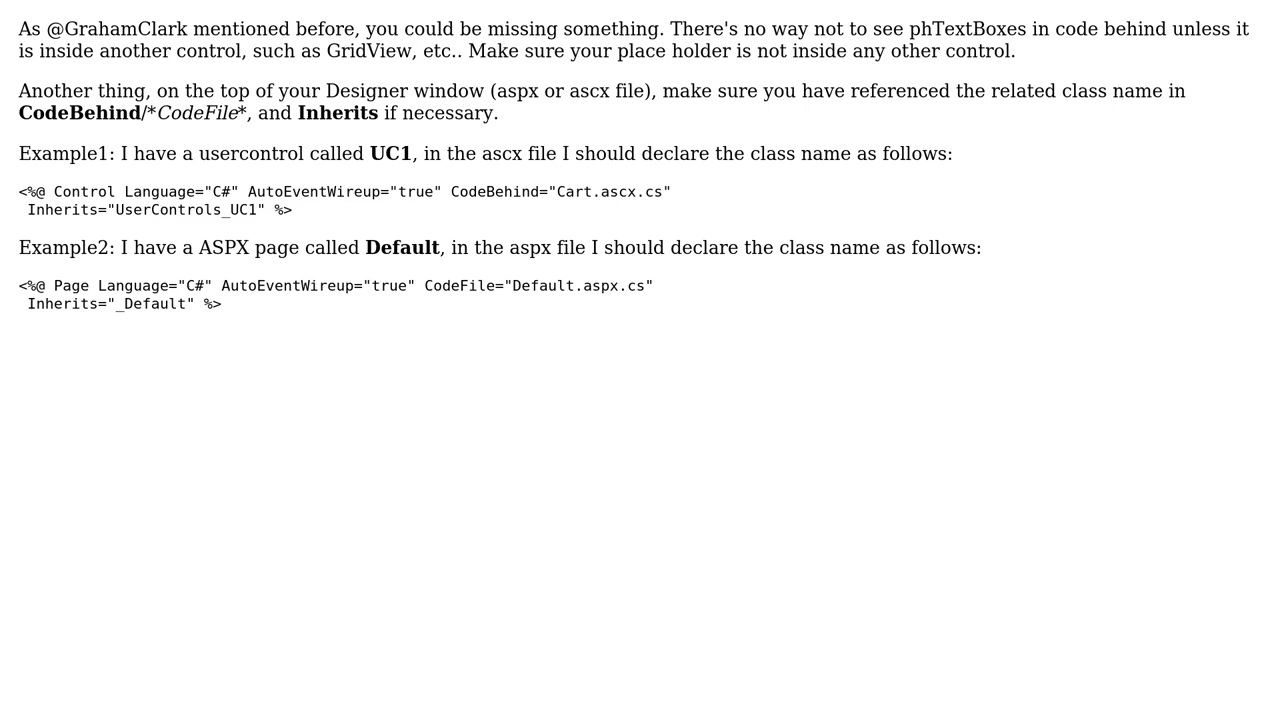 As @GrahamClark mentioned before, you could be missing something. There's no way not to see phTextBoxes in code behind unless it
is inside another control, such as GridView, etc.. Make sure your place holder is not inside any other control.
Another thing, on the top of your Designer window (aspx or ascx file), make sure you have referenced the related class name in
CodeBehind/*CodeFile*, and Inherits if necessary.
Example1: I have a usercontrol called UC1, in the ascx file I should declare the class name as follows:
<%@ Control Language="C#" AutoEventWireup="true" CodeBehind="Cart.ascx.cs"
 Inherits="UserControls_UC1" %>
Example2: I have a ASPX page called Default, in the aspx file I should declare the class name as follows:
<%@ Page Language="C#" AutoEventWireup="true" CodeFile="Default.aspx.cs"
 Inherits="_Default" %>